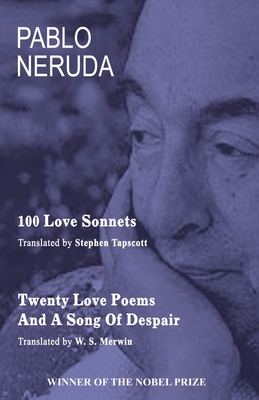 PABLO
NERUDA
100 Love Sonnets
Translated by Stephen Tapscott
Twenty Love Poems
And A Song Of Despair
Translated by W. S. Merwin
WINNER OF THE NOBEL PRIZE